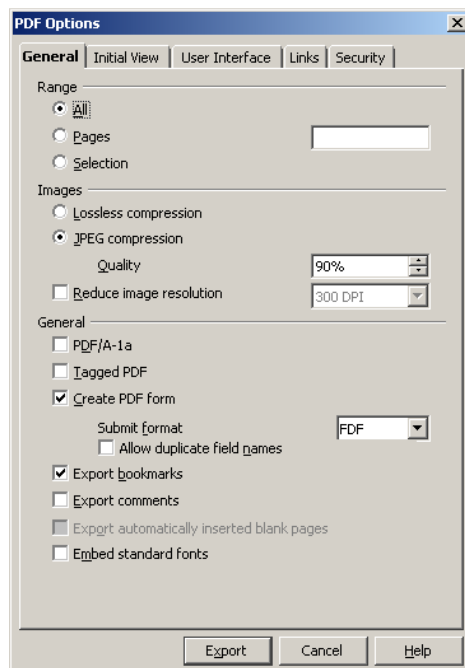 PDF Options
General Initial View User Interface Links Security
Range
All
Pages
Selection
Images
Lossless compression
JPEG compression
Quality 90%
Reduce image resolution 300 DPI
General
PDF/A-1a
Tagged PDF
Create PDF form
Submit format FDF
Allow duplicate field names
Export bookmarks
Export comments
Export automatically inserted blank pages
Embed standard fonts
Export Cancel Help